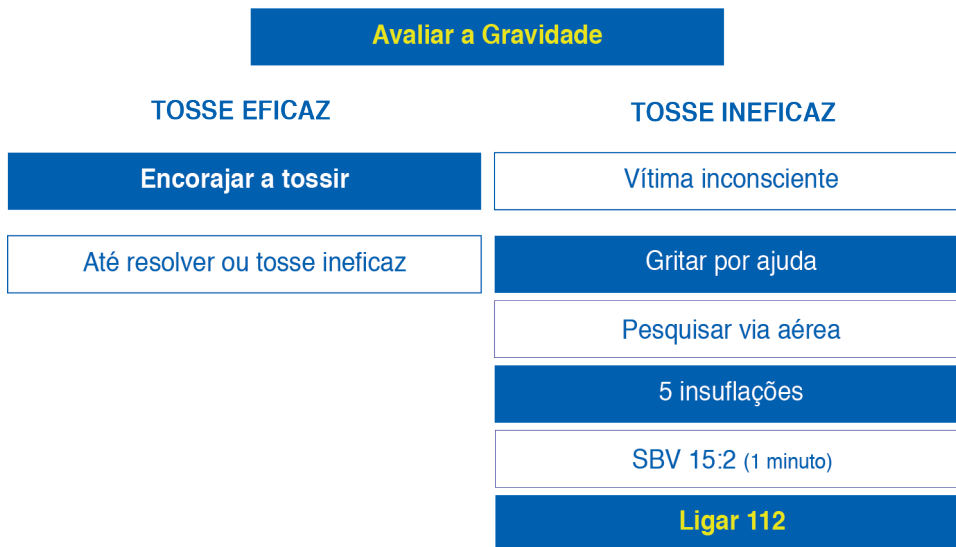 Avaliar a Gravidade
TOSSE EFICAZ
Encorajar a tossir
Até resolver ou tosse ineficaz
TOSSE INEFICAZ
Vítima inconsciente
Gritar por ajuda
Pesquisar via aérea
5 insuflações
SBV 15:2 (1 minuto)
Ligar 112